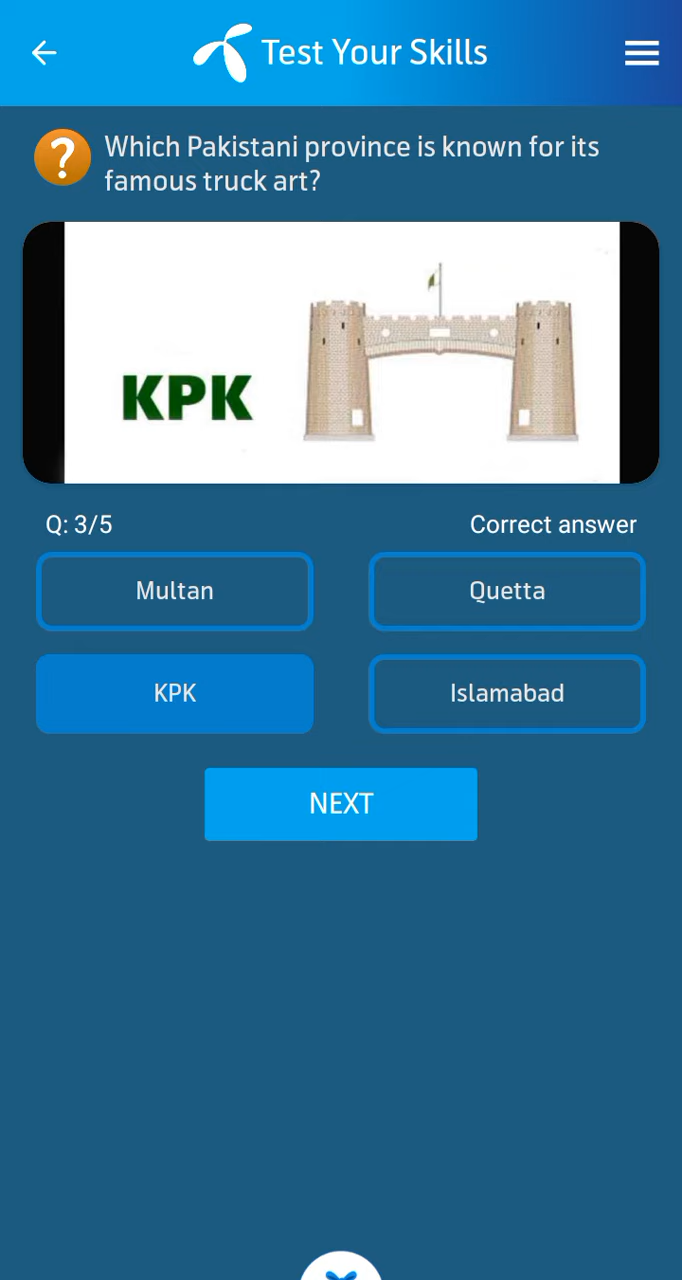 Test Your Skills
Which Pakistani province is known for its
famous truck art?
KPK
Q: 3/5
Correct answer
Multan
Quetta
KPK
Islamabad
NEXT